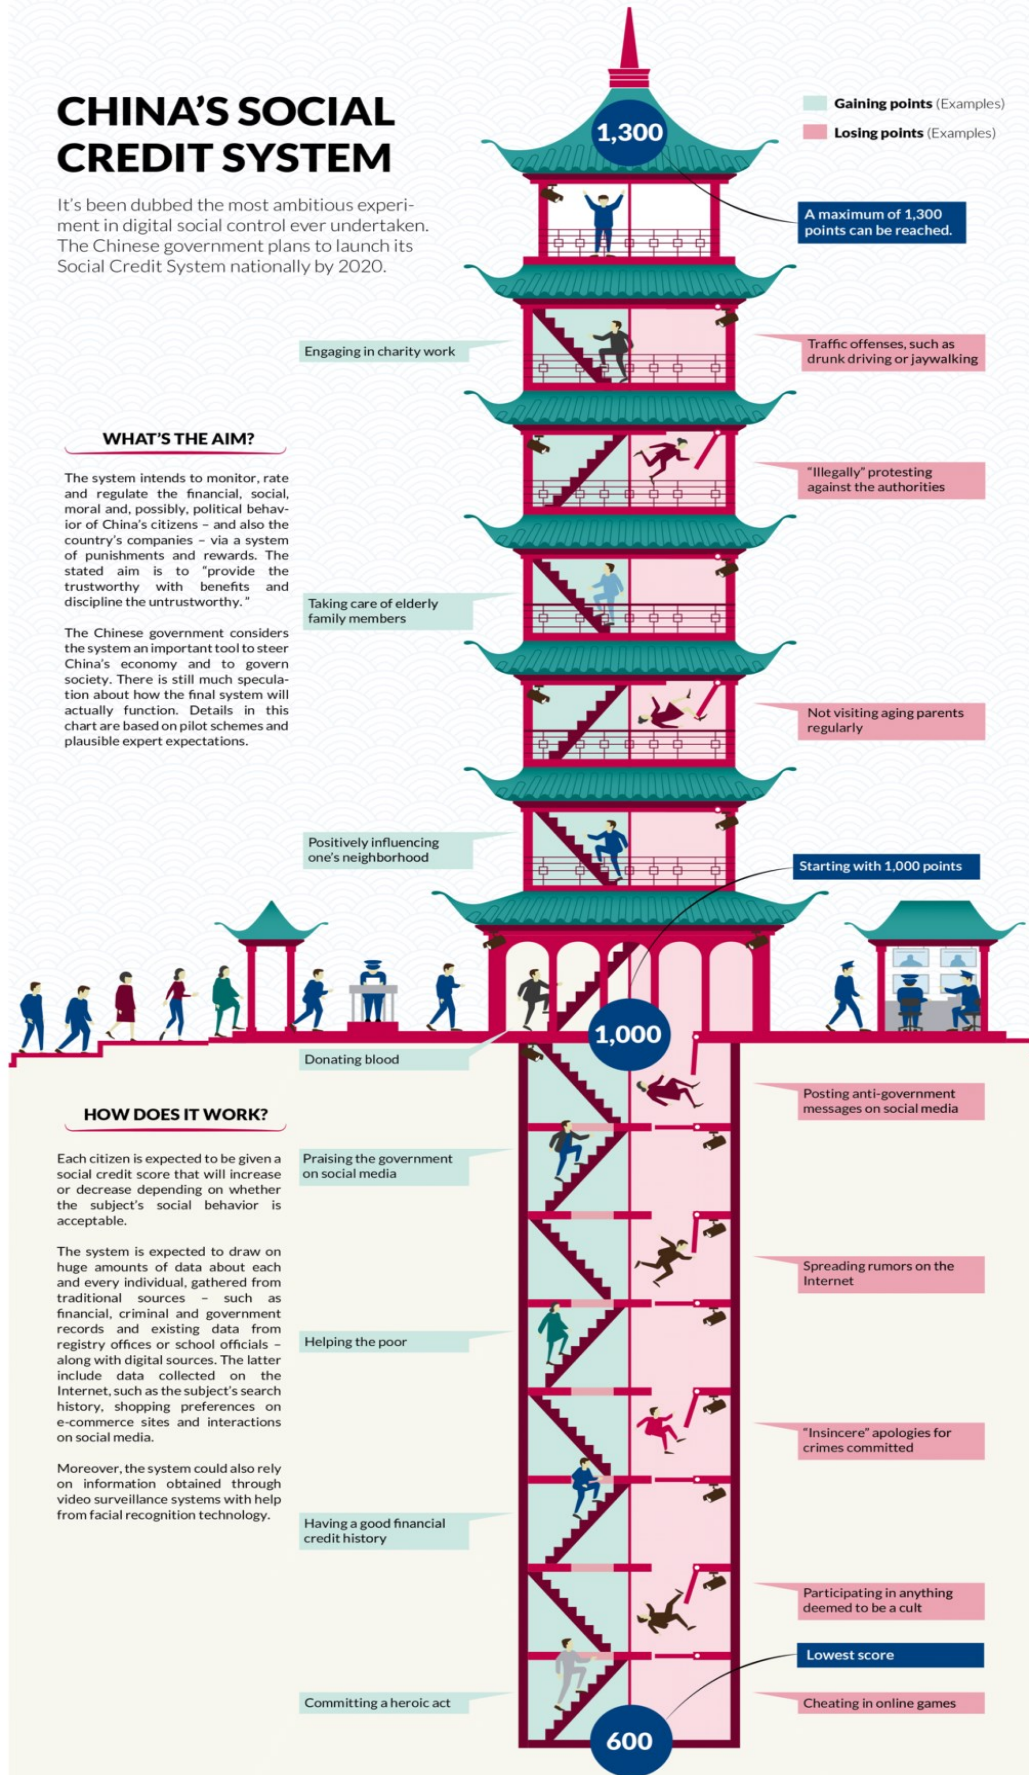 CHINA'S SOCIAL
CREDIT SYSTEM
It's been dubbed the most ambitious experi-
ment in digital social control ever undertaken.
The Chinese government plans to launch its
Social Credit System nationally by 2020.
Gaining points (Examples)
Losing points (Examples)
1,300
A maximum of 1,300
points can be reached.
Engaging in charity work
Traffic offenses, such as
drunk driving or jaywalking
WHAT'S THE AIM?
The system intends to monitor, rate
and regulate the financial, social,
moral and, possibly, political behav-
ior of China's citizens – and also the
country's companies – via a system
of punishments and rewards. The
stated aim is to "provide the
trustworthy with benefits and
discipline the untrustworthy. "
The Chinese government considers
the system an important tool to steer
China's economy and to govern
society. There is still much specula-
tion about how the final system will
actually function. Details in this
chart are based on pilot schemes and
plausible expert expectations.
"Illegally" protesting
against the authorities
Taking care of elderly
family members
Not visiting aging parents
regularly
Positively influencing
one's neighborhood
Starting with 1,000 points
1,000
Donating blood
HOW DOES IT WORK?
Each citizen is expected to be given a
social credit score that will increase
or decrease depending on whether
the subject's social behavior is
acceptable.
The system is expected to draw on
huge amounts of data about each
and every individual, gathered from
traditional sources – such as
financial, criminal and government
records and existing data from
registry offices or school officials –
along with digital sources. The latter
include data collected on the
Internet, such as the subject's search
history, shopping preferences on
e-commerce sites and interactions
on social media.
Moreover, the system could also rely
on information obtained through
video surveillance systems with help
from facial recognition technology.
Posting anti-government
messages on social media
Praising the government
on social media
Spreading rumors on the
Internet
Helping the poor
"Insincere" apologies for
crimes committed
Having a good financial
credit history
Participating in anything
deemed to be a cult
Lowest score
Committing a heroic act
Cheating in online games
600